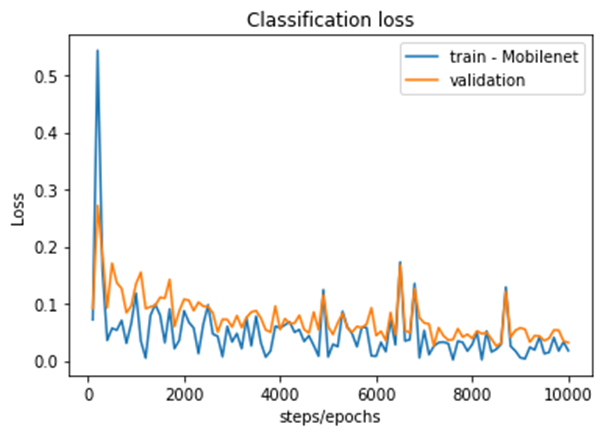 Classification loss
train - Mobilenet
validation
Loss
0.5
0.4
0.3
0.2
0.1
0.0
0 2000 4000 6000 8000 10000
steps/epochs